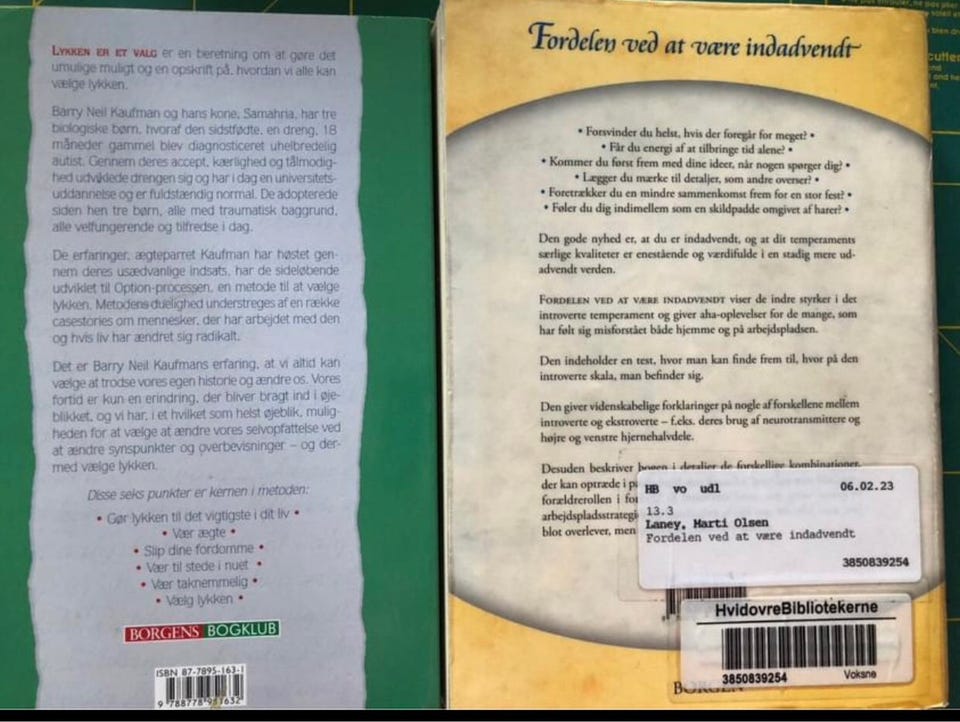 LYKKEN ER ET VALG er en beretning om at gøre det
umulige muligt og en opskrift på, hvordan vi alle kan
vælge lykken.
Barry Neil Kaufman og hans kone, Samahria, har tre
biologiske børn, hvoraf den sidstfødte, en dreng, 18
måneder gammel blev diagnosticeret uhelbredelig
autist. Gennem deres accept, kærlighed og tålmodig-
hed udviklede drengen sig og har i dag en universitets-
uddannelse og er fuldstændig normal. De adopterede
siden hen tre børn, alle med traumatisk baggrund,
alle velfungerende og tilfredse i dag.
De erfaringer, ægteparret Kaufman har høstet gen-
nem deres usædvanlige indsats, har de sideløbende
udviklet til Option-processen, en metode til at vælge
lykken. Metodens duelighed understreges af en række
casestories om mennesker, der har arbejdet med den
og hvis liv har ændret sig radikalt.
Det er Barry Neil Kaufmans erfaring, at vi altid kan
vælge at trodse vores egen historie og ændre os. Vores
fortid er kun en erindring, der bliver bragt ind i øje-
blikket, og vi har, i et hvilket som helst øjeblik, mulig-
heden for at vælge at ændre vores selvopfattelse ved
at ændre synspunkter og overbevisninger – og der-
med vælge lykken.
Disse seks punkter er kernen i metoden:
• Gør lykken til det vigtigste i dit liv •
• Vær ægte •
• Slip dine fordomme •
• Vær til stede i nuet •
• Vær taknemmelig •
• Vælg lykken •
BORGENS BOGKLUB
ISBN 87-7895-163-1
9 788778 951632
Fordelen ved at være indadvendt
• Forsvinder du helst, hvis der foregår for meget? •
• Får du energi af at tilbringe tid alene? •
• Kommer du først frem med dine ideer, når nogen spørger dig? •
• Lægger du mærke til detaljer, som andre overser? •
• Foretrækker du en mindre sammenkomst frem for en stor fest? •
• Føler du dig indimellem som en skildpadde omgivet af harer? •
Den gode nyhed er, at du er indadvendt, og at dit temperaments
særlige kvaliteter er enestående og værdifulde i en stadig mere ud-
advendt verden.
FORDELEN VED AT VÆRE INDADVENDT viser de indre styrker i det
introverte temperament og giver aha-oplevelser for de mange, som
har følt sig misforstået både hjemme og på arbejdspladsen.
Den indeholder en test, hvor man kan finde frem til, hvor på den
introverte skala, man befinder sig.
Den giver videnskabelige forklaringer på nogle af forskellene mellem
introverte og ekstroverte – f.eks. deres brug af neurotransmittere og
højre og venstre hjernehalvdele.
Desuden beskriver bogen i detaljer de forskellige kombinationer,
der kan optræde i p
forældrerollen i for
arbejdspladsstrategi
blot overlever, men
HB vo udl 06.02.23
13.3
Laney, Marti Olsen
Fordelen ved at være indadvendt
3850839254
HvidovreBibliotekerne
3850839254 Voksne
BORGEN
cutter